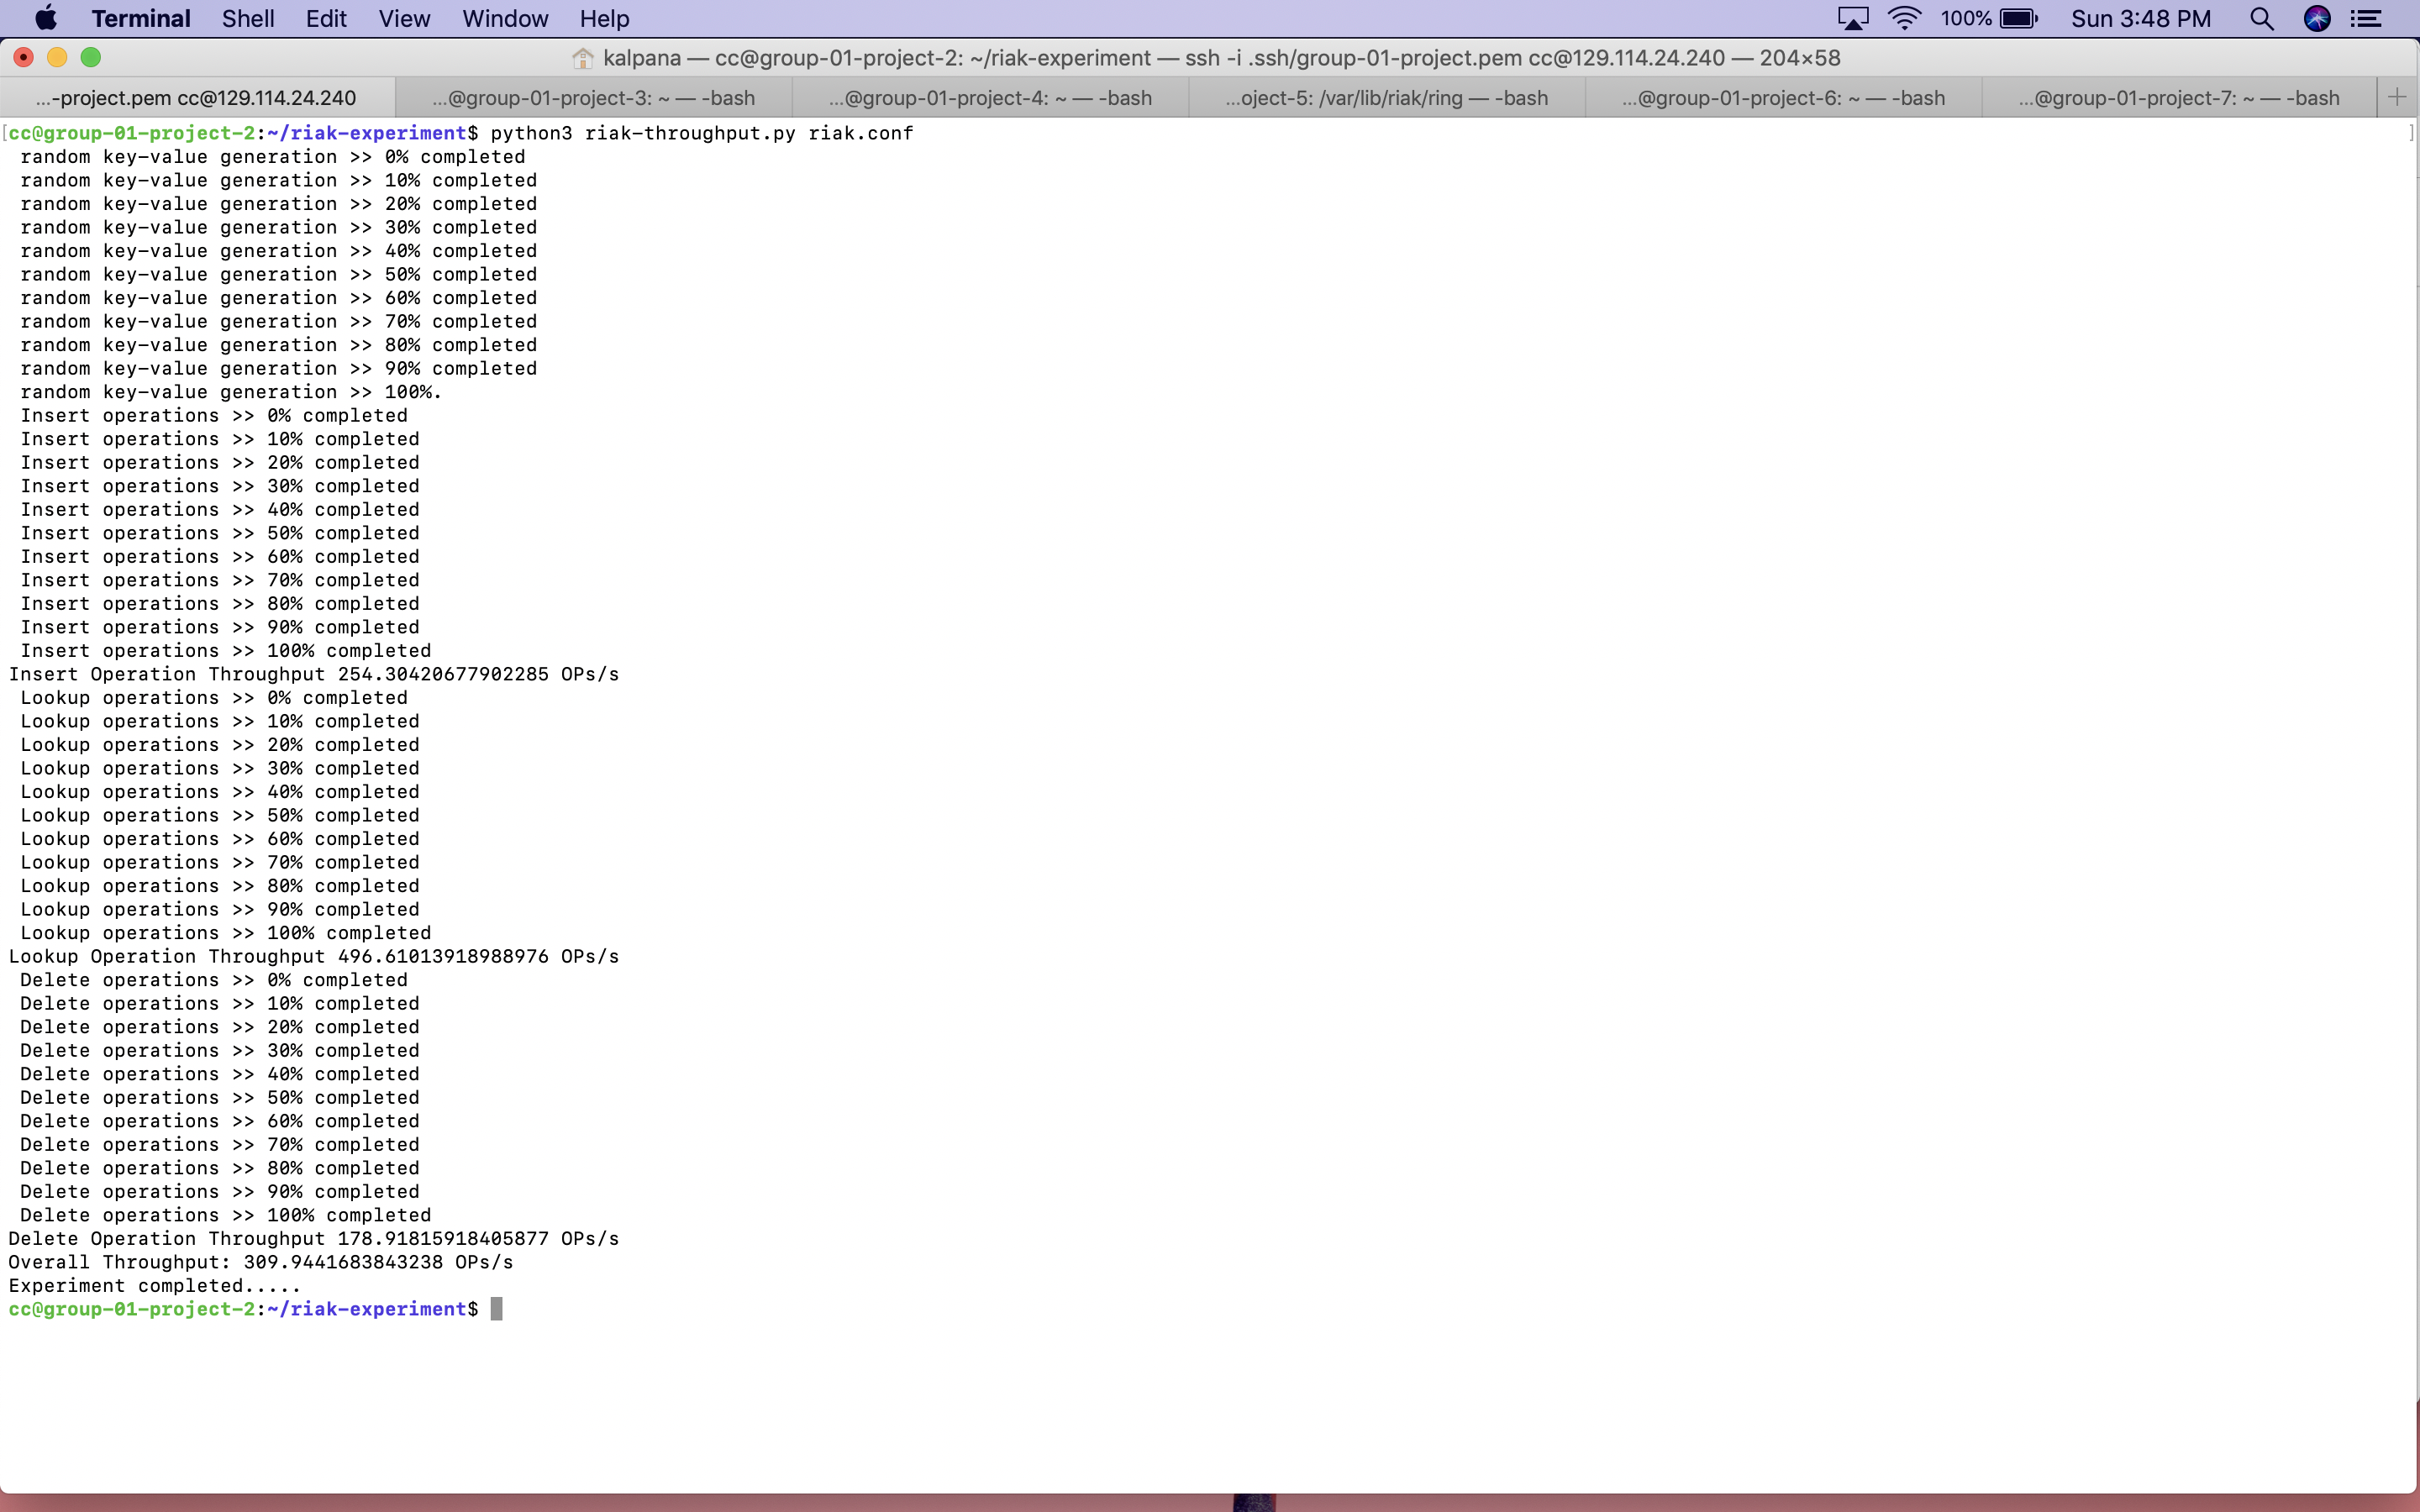 Terminal Shell Edit View Window Help 100% Sun 3:48 PM
kalpana — cc@group-01-project-2: ~/riak-experiment — ssh -i .ssh/group-01-project.pem cc@129.114.24.240 — 204×58
...-project.pem cc@129.114.24.240 ...@group-01-project-3: ~ — -bash ...@group-01-project-4: ~ — -bash ...oject-5: /var/lib/riak/ring — -bash ...@group-01-project-6: ~ — -bash ...@group-01-project-7: ~ — -bash +
[cc@group-01-project-2:~/riak-experiment$ python3 riak-throughput.py riak.conf ]
random key-value generation >> 0% completed
random key-value generation >> 10% completed
random key-value generation >> 20% completed
random key-value generation >> 30% completed
random key-value generation >> 40% completed
random key-value generation >> 50% completed
random key-value generation >> 60% completed
random key-value generation >> 70% completed
random key-value generation >> 80% completed
random key-value generation >> 90% completed
random key-value generation >> 100%.
Insert operations >> 0% completed
Insert operations >> 10% completed
Insert operations >> 20% completed
Insert operations >> 30% completed
Insert operations >> 40% completed
Insert operations >> 50% completed
Insert operations >> 60% completed
Insert operations >> 70% completed
Insert operations >> 80% completed
Insert operations >> 90% completed
Insert operations >> 100% completed
Insert Operation Throughput 254.30420677902285 OPs/s
Lookup operations >> 0% completed
Lookup operations >> 10% completed
Lookup operations >> 20% completed
Lookup operations >> 30% completed
Lookup operations >> 40% completed
Lookup operations >> 50% completed
Lookup operations >> 60% completed
Lookup operations >> 70% completed
Lookup operations >> 80% completed
Lookup operations >> 90% completed
Lookup operations >> 100% completed
Lookup Operation Throughput 496.61013918988976 OPs/s
Delete operations >> 0% completed
Delete operations >> 10% completed
Delete operations >> 20% completed
Delete operations >> 30% completed
Delete operations >> 40% completed
Delete operations >> 50% completed
Delete operations >> 60% completed
Delete operations >> 70% completed
Delete operations >> 80% completed
Delete operations >> 90% completed
Delete operations >> 100% completed
Delete Operation Throughput 178.91815918405877 OPs/s
Overall Throughput: 309.9441683843238 OPs/s
Experiment completed.....
cc@group-01-project-2:~/riak-experiment$